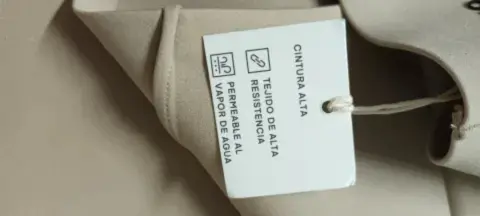 CINTURA ALTA
TEJIDO DE ALTA
RESISTENCIA
PERMEABLE AL
VAPOR DE AGUA